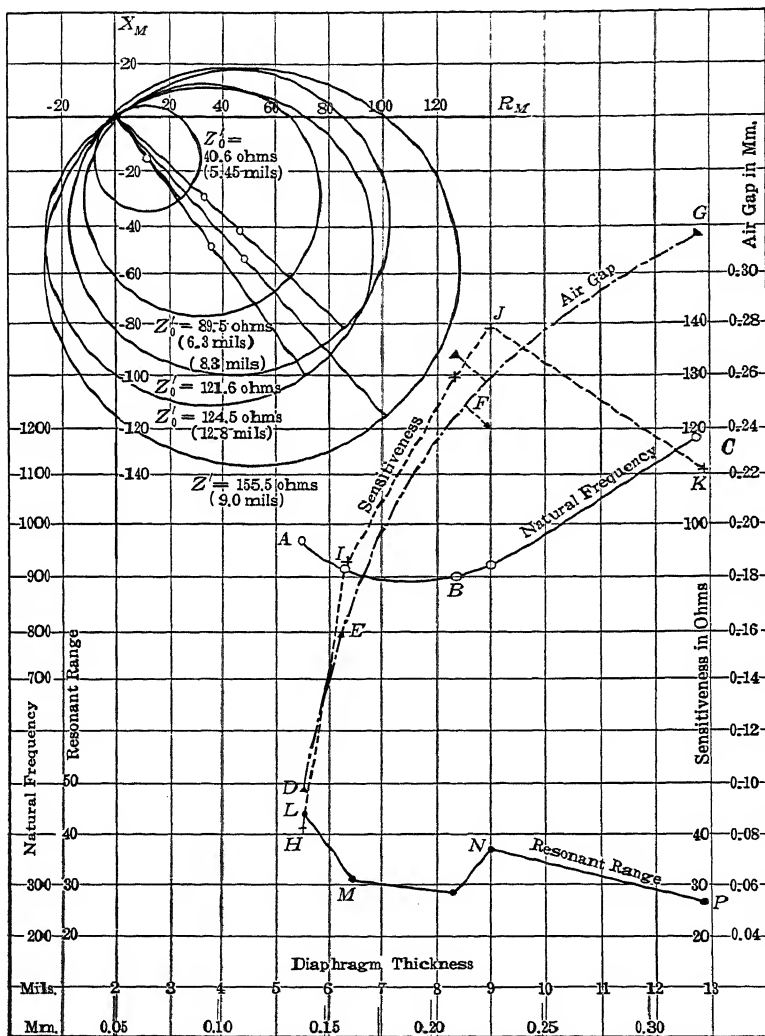 X_M
20
-20 20 40 60 80 100 120 R_M
Z'₀ =
40.6 ohms
(5.45 mils)
-20
-40
-60
-80
-100
-120
-140
Z'₀ = 89.5 ohms
(6.3 mils)
(8.3 mils)
Z'₀ = 121.6 ohms
Z'₀ = 124.5 ohms
(12.8 mils)
Z' = 155.5 ohms
(9.0 mils)
Air Gap in Mm.
G
0.30
Air Gap
J
140 0.28
130 0.26
F
120 0.24
C
0.22
K
100 0.20
0.18
0.16
0.14
0.12
0.10
40 0.08
30 0.06
20 0.04
Sensitiveness
Natural Frequency
Sensitiveness in Ohms
A
I
B
E
D
L
H
M
N
Resonant Range
P
1200
1100
1000
900
800
700
300
200
Natural Frequency
Resonant Range
50
40
30
20
Diaphragm Thickness
Mils. 2 4 5 6 7 8 9 10 11 12 13
Mm. 0.05 0.10 0.15 0.20 0.25 0.30